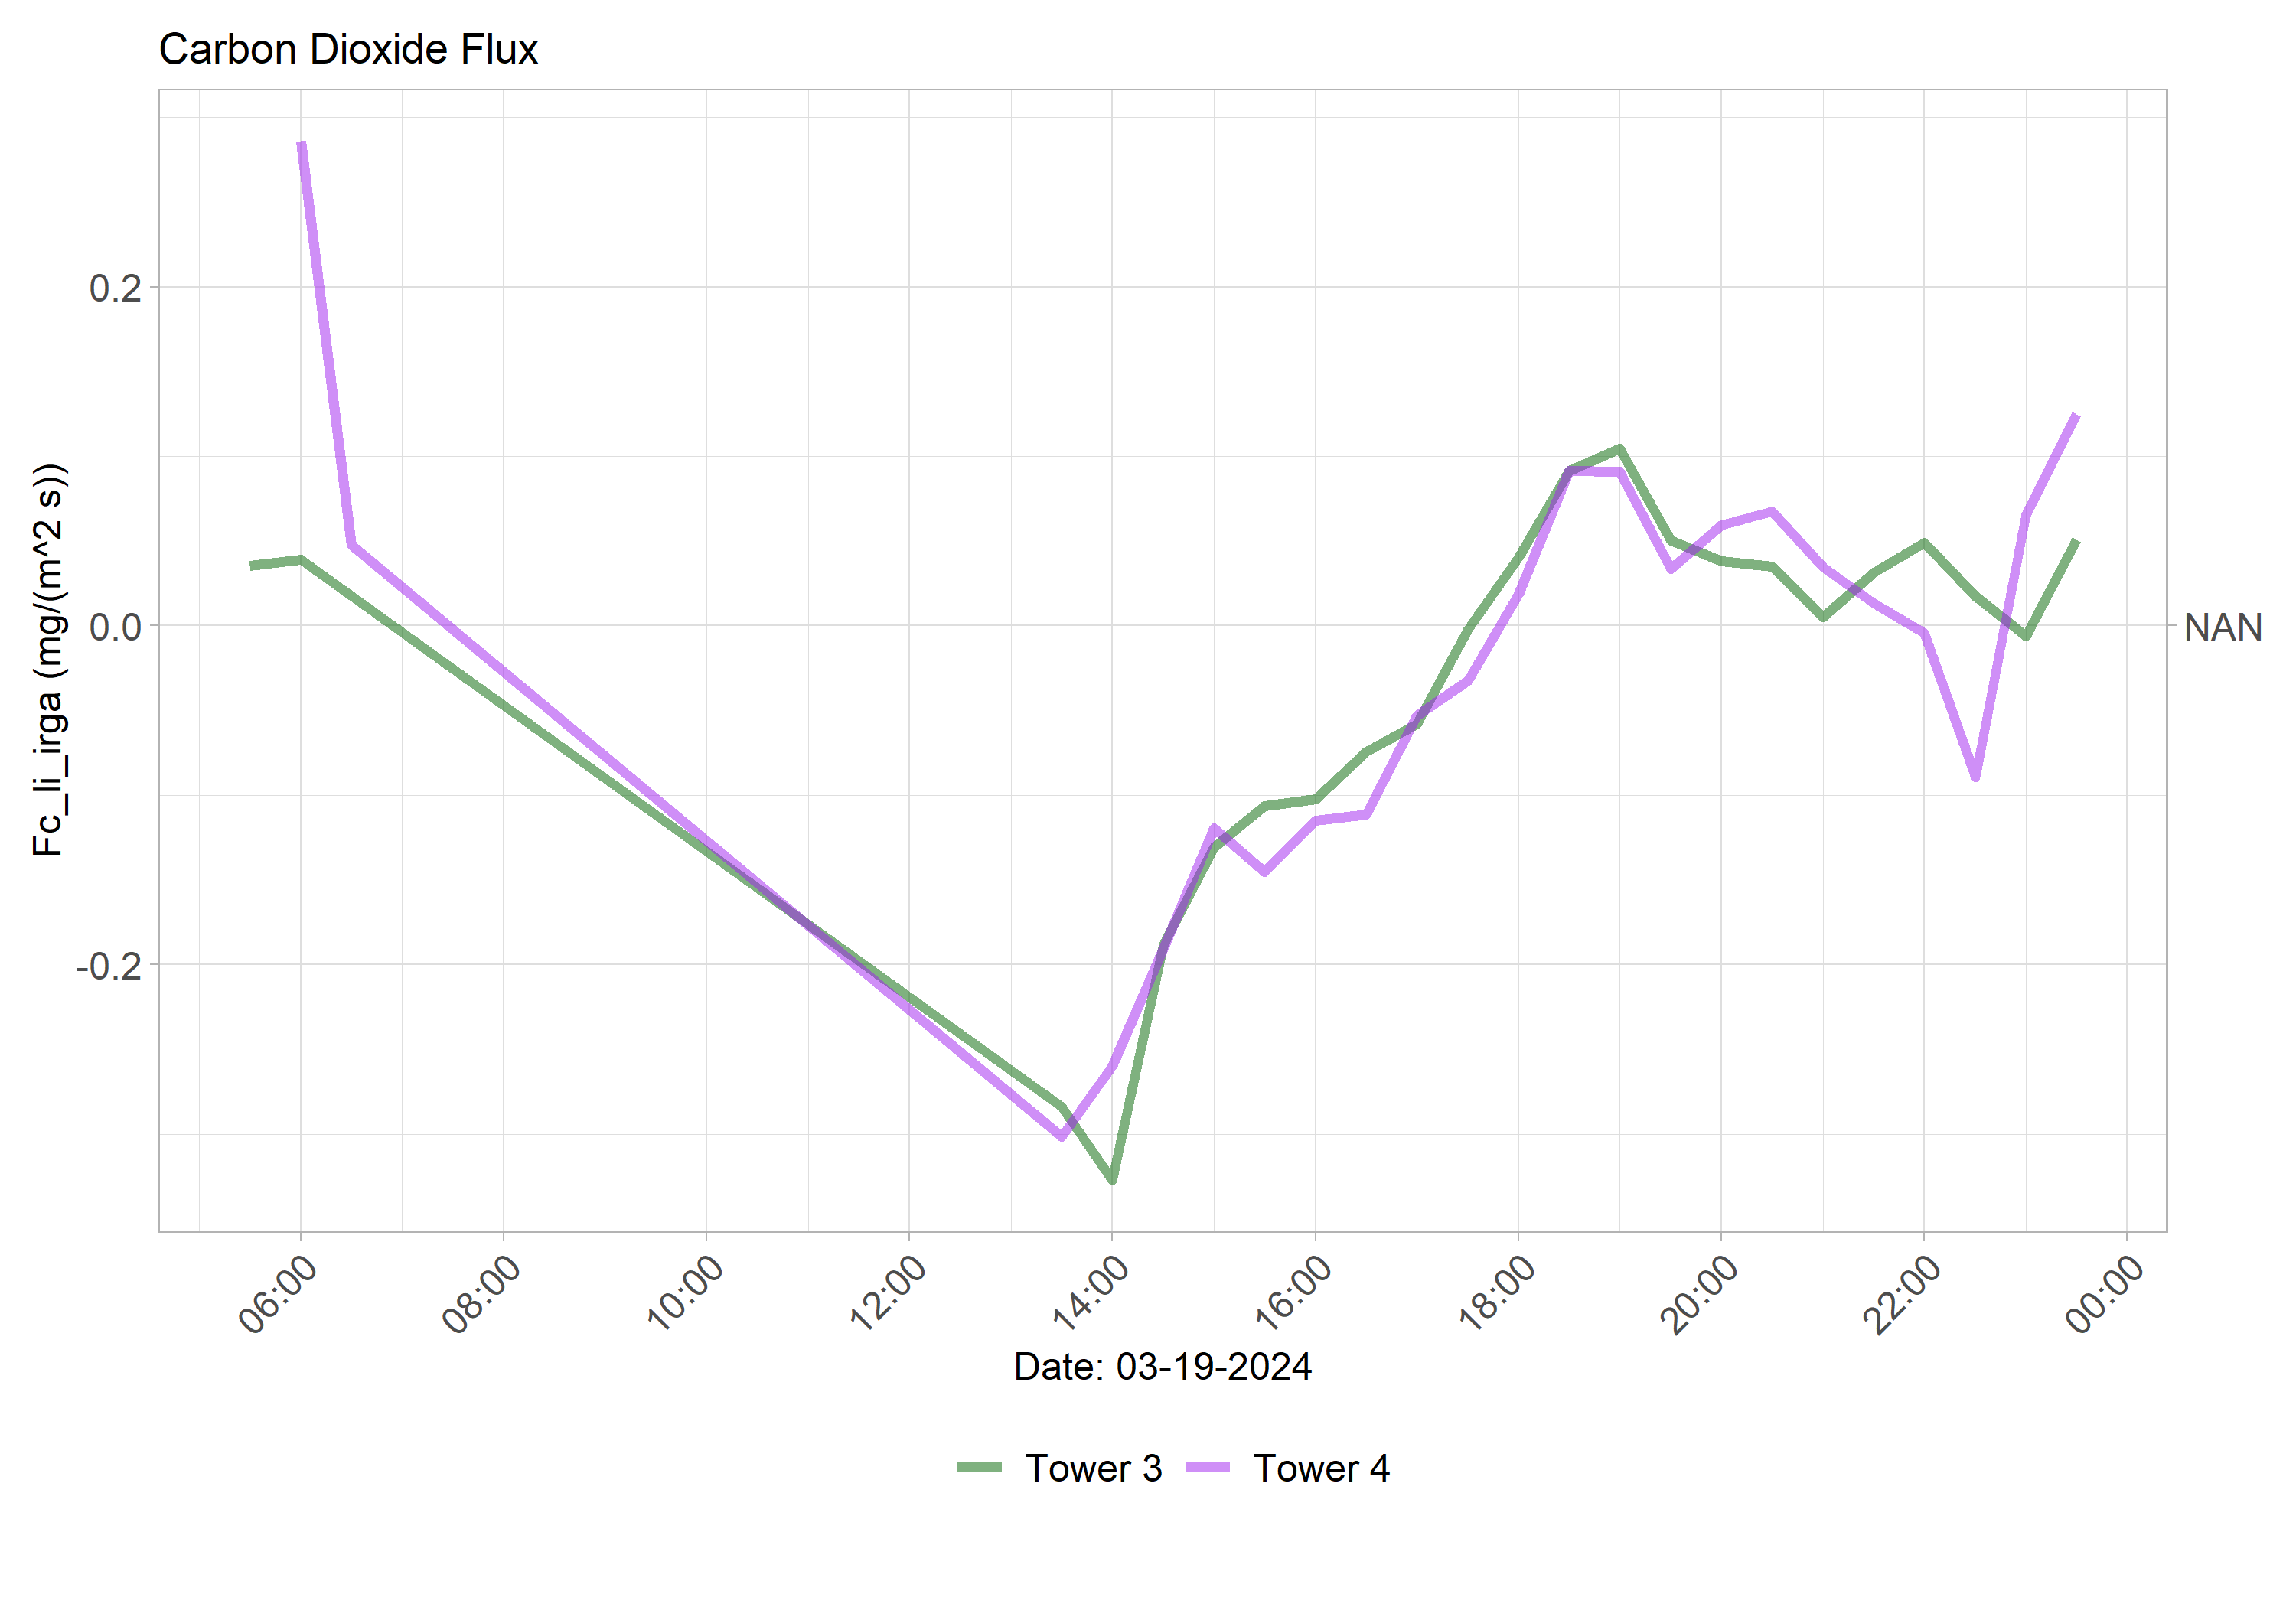 Carbon Dioxide Flux
Fc_li_irga (mg/(m^2 s))
0.2
0.0
-0.2
NAN
06:00
08:00
10:00
12:00
14:00
16:00
18:00
20:00
22:00
00:00
Date: 03-19-2024
Tower 3
Tower 4